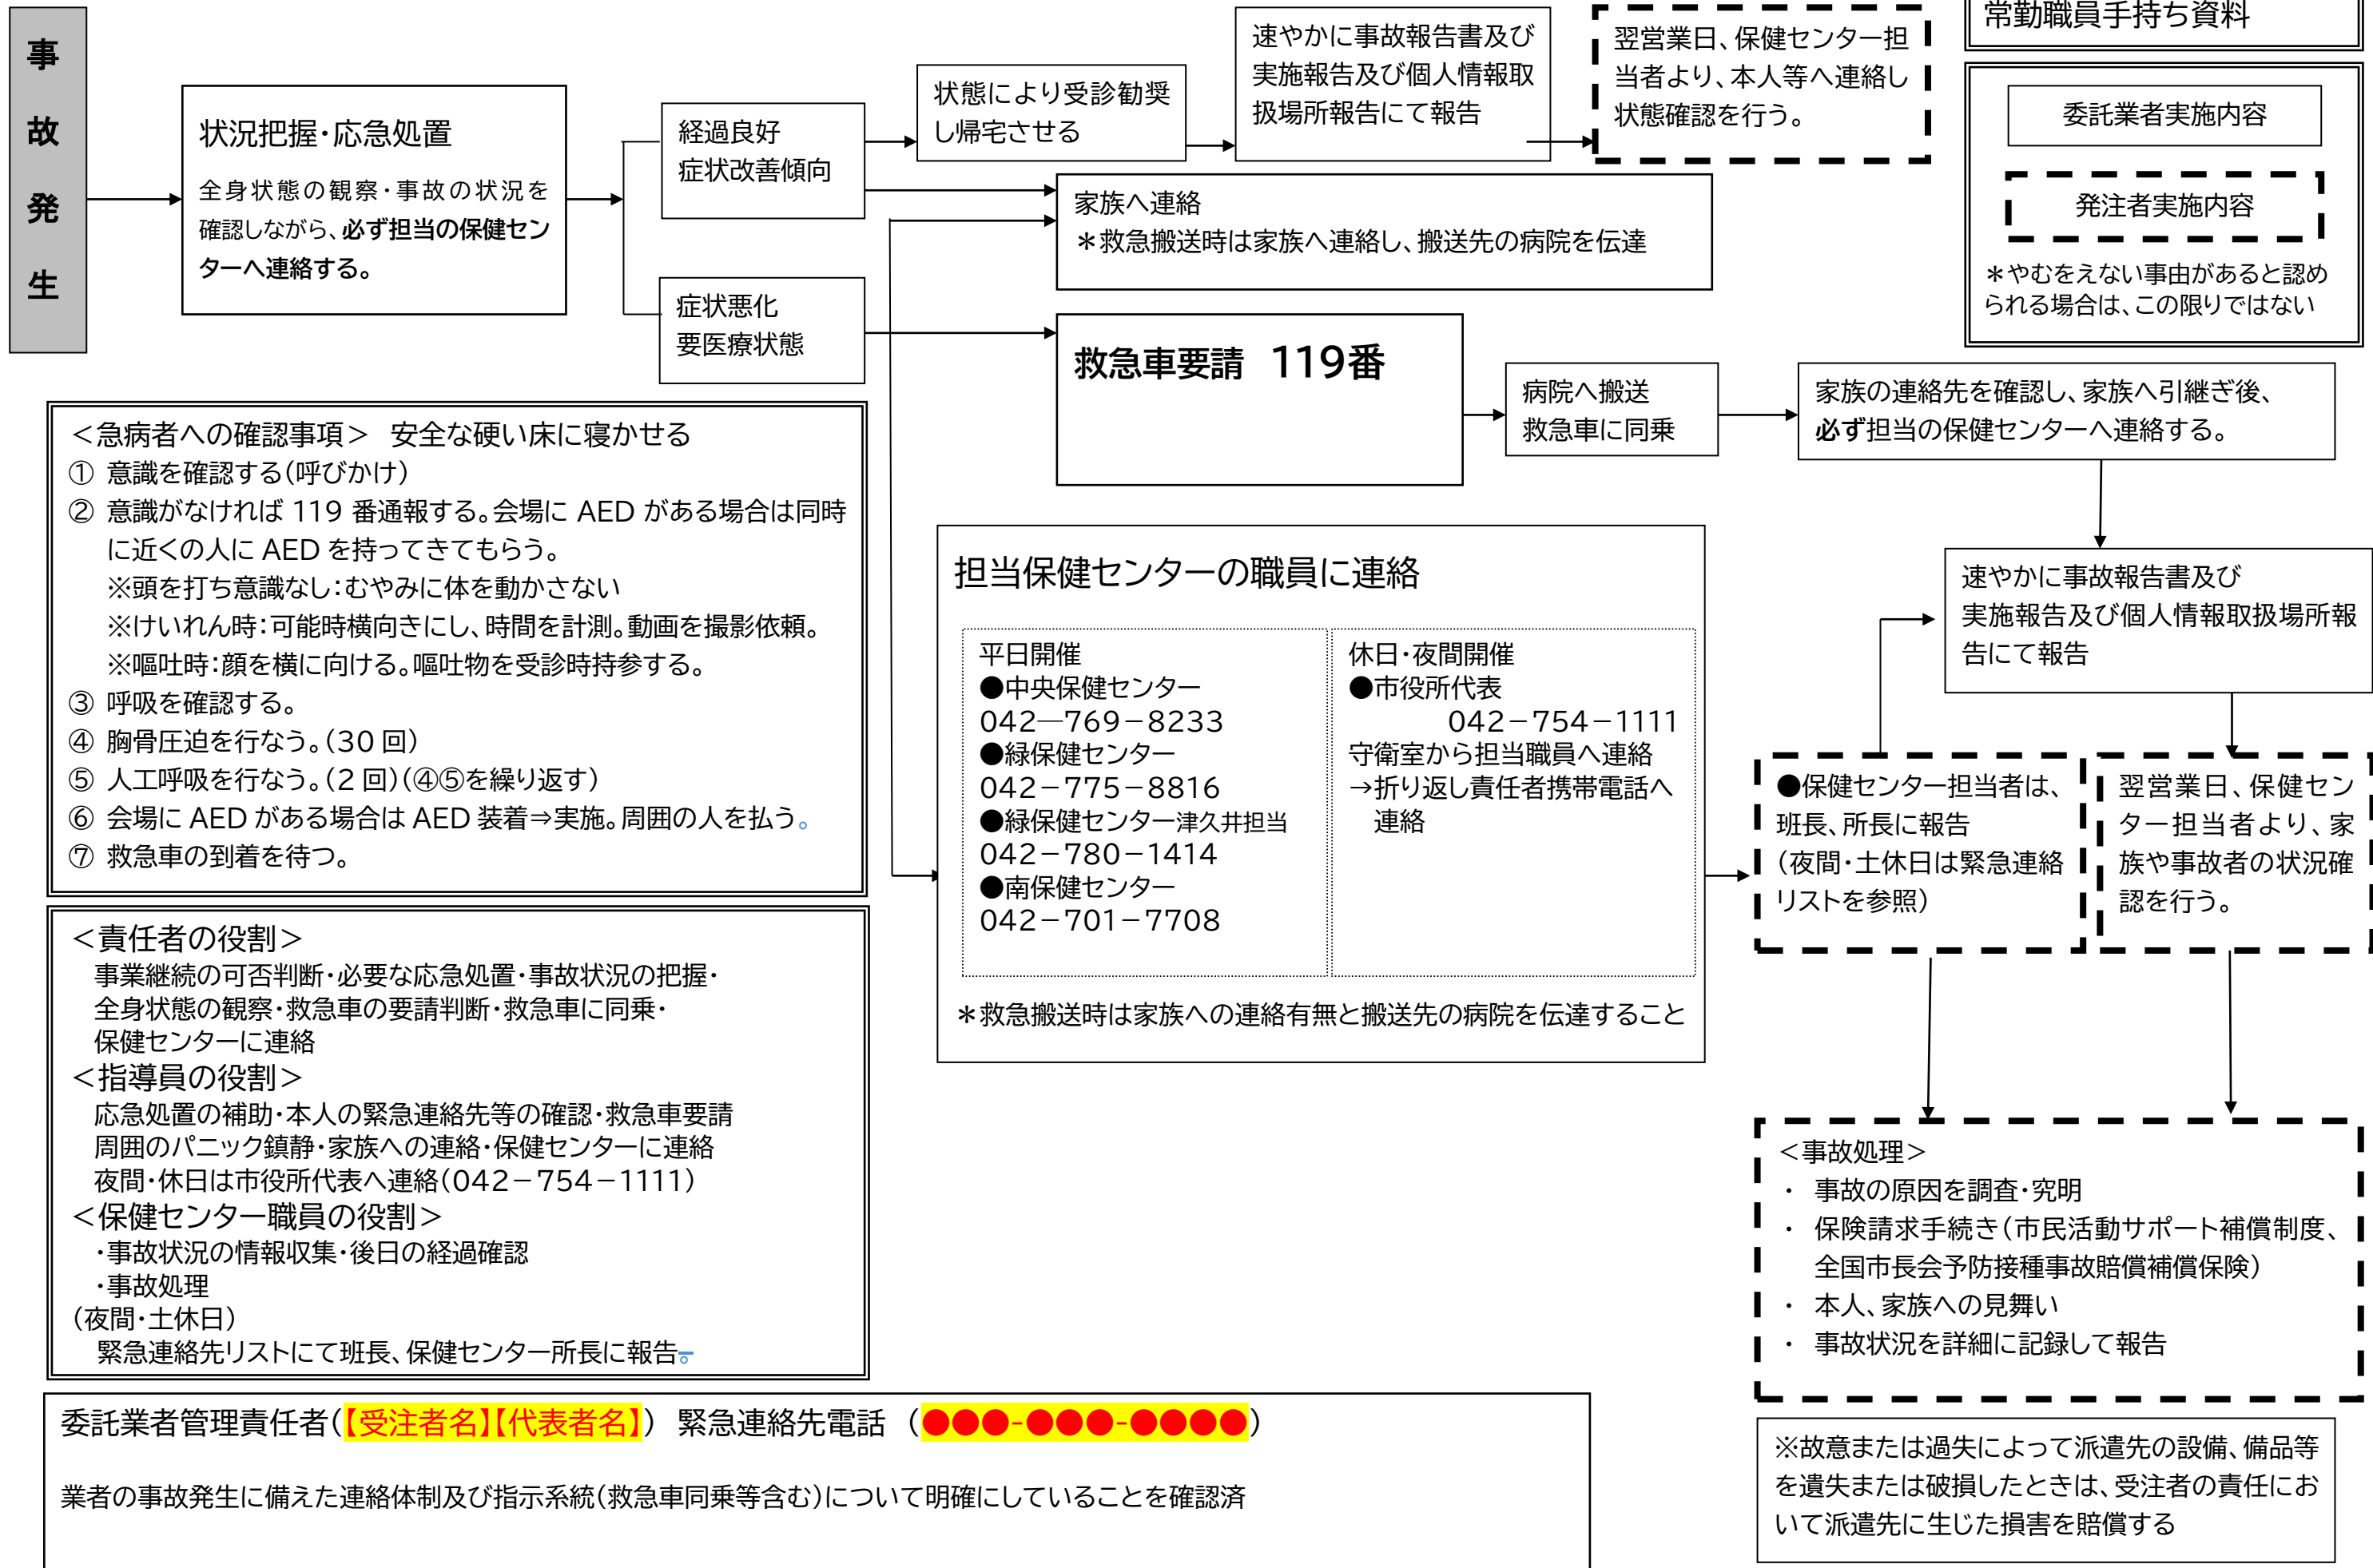 事
故
発
生
状況把握・応急処置
全身状態の観察・事故の状況を
確認しながら、必ず担当の保健セン
ターへ連絡する。
経過良好
症状改善傾向
症状悪化
要医療状態
状態により受診勧奨
し帰宅させる
速やかに事故報告書及び
実施報告及び個人情報取
扱場所報告にて報告
翌営業日、保健センター担
当者より、本人等へ連絡し
状態確認を行う。
常勤職員手持ち資料
委託業者実施内容
発注者実施内容
＊やむをえない事由があると認め
られる場合は、この限りではない
家族へ連絡
＊救急搬送時は家族へ連絡し、搬送先の病院を伝達
救急車要請　119番
病院へ搬送
救急車に同乗
家族の連絡先を確認し、家族へ引継ぎ後、
必ず担当の保健センターへ連絡する。
＜急病者への確認事項＞　安全な硬い床に寝かせる
① 意識を確認する（呼びかけ）
② 意識がなければ 119 番通報する。会場に AED がある場合は同時
に近くの人に AED を持ってきてもらう。
※頭を打ち意識なし：むやみに体を動かさない
※けいれん時：可能時横向きにし、時間を計測。動画を撮影依頼。
※嘔吐時：顔を横に向ける。嘔吐物を受診時持参する。
③ 呼吸を確認する。
④ 胸骨圧迫を行なう。（30 回）
⑤ 人工呼吸を行なう。（2 回）（④⑤を繰り返す）
⑥ 会場に AED がある場合は AED 装着⇒実施。周囲の人を払う。
⑦ 救急車の到着を待つ。
担当保健センターの職員に連絡
平日開催
●中央保健センター
042―769－8233
●緑保健センター
042－775－8816
●緑保健センター津久井担当
042－780－1414
●南保健センター
042－701－7708
休日・夜間開催
●市役所代表
042－754－1111
守衛室から担当職員へ連絡
→折り返し責任者携帯電話へ
連絡
＊救急搬送時は家族への連絡有無と搬送先の病院を伝達すること
速やかに事故報告書及び
実施報告及び個人情報取扱場所報
告にて報告
●保健センター担当者は、
班長、所長に報告
（夜間・土休日は緊急連絡
リストを参照）
翌営業日、保健セン
ター担当者より、家
族や事故者の状況確
認を行う。
＜責任者の役割＞
事業継続の可否判断・必要な応急処置・事故状況の把握・
全身状態の観察・救急車の要請判断・救急車に同乗・
保健センターに連絡
＜指導員の役割＞
応急処置の補助・本人の緊急連絡先等の確認・救急車要請
周囲のパニック鎮静・家族への連絡・保健センターに連絡
夜間・休日は市役所代表へ連絡（042－754－1111）
＜保健センター職員の役割＞
・事故状況の情報収集・後日の経過確認
・事故処理
（夜間・土休日）
緊急連絡先リストにて班長、保健センター所長に報告。
＜事故処理＞
・ 事故の原因を調査・究明
・ 保険請求手続き（市民活動サポート補償制度、
全国市長会予防接種事故賠償補償保険）
・ 本人、家族への見舞い
・ 事故状況を詳細に記録して報告
委託業者管理責任者(【受注者名】【代表者名】)　緊急連絡先電話　(●●●-●●●-●●●●)
業者の事故発生に備えた連絡体制及び指示系統（救急車同乗等含む）について明確にしていることを確認済
※故意または過失によって派遣先の設備、備品等
を遺失または破損したときは、受注者の責任にお
いて派遣先に生じた損害を賠償する